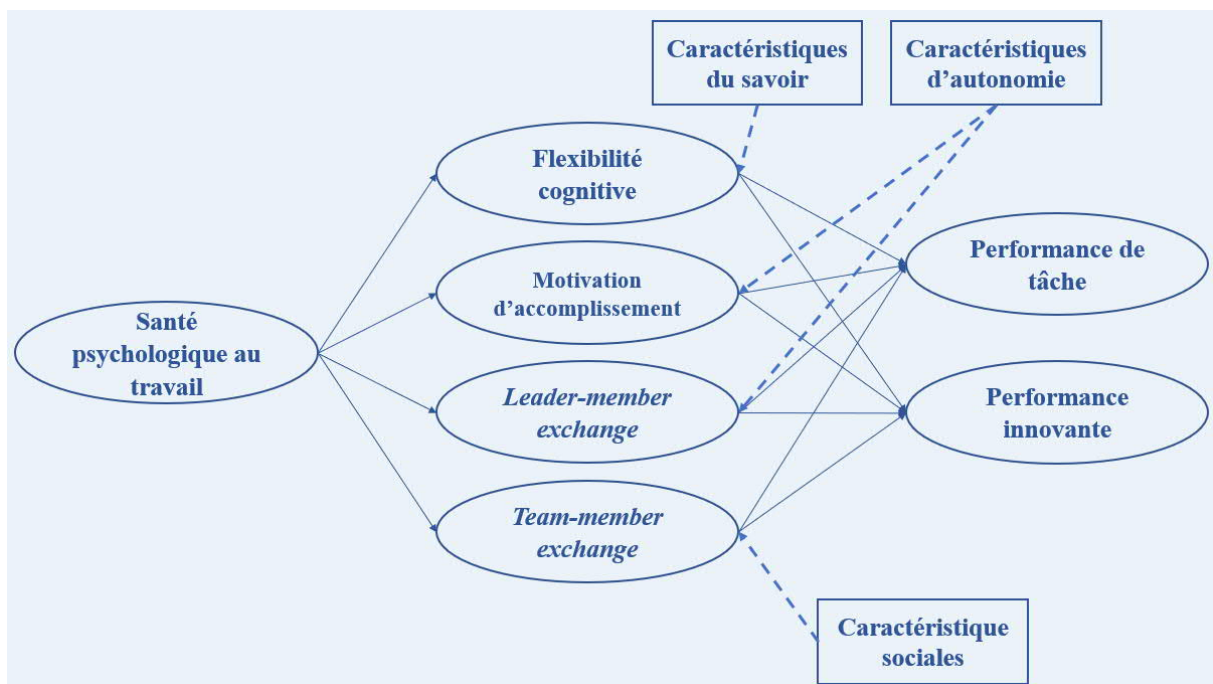 Caractéristiques
du savoir
Caractéristiques
d’autonomie
Flexibilité
cognitive
Motivation
d’accomplissement
Performance de
tâche
Santé
psychologique au
travail
Leader-member
exchange
Performance
innovante
Team-member
exchange
Caractéristique
sociales